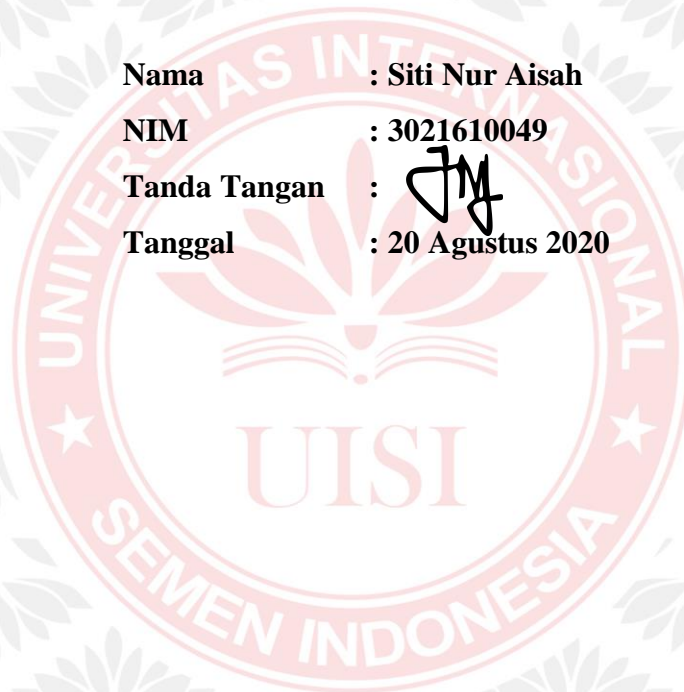 Nama : Siti Nur Aisah
NIM : 3021610049
Tanda Tangan :
Tanggal : 20 Agustus 2020
UNIVERSITAS INTERNASIONAL
UISI
SEMEN INDONESIA